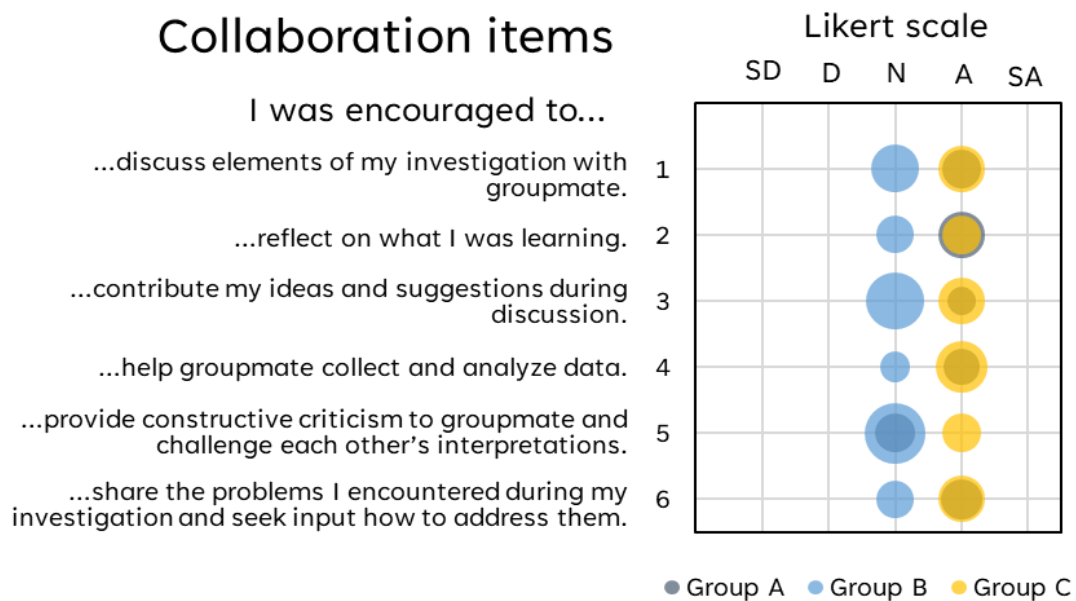 Collaboration items
Likert scale
SD D N A SA
I was encouraged to...
...discuss elements of my investigation with
groupmate.
1
...reflect on what I was learning.
2
...contribute my ideas and suggestions during
discussion.
3
...help groupmate collect and analyze data.
4
...provide constructive criticism to groupmate and
challenge each other's interpretations.
5
...share the problems I encountered during my
investigation and seek input how to address them.
6
Group A Group B Group C